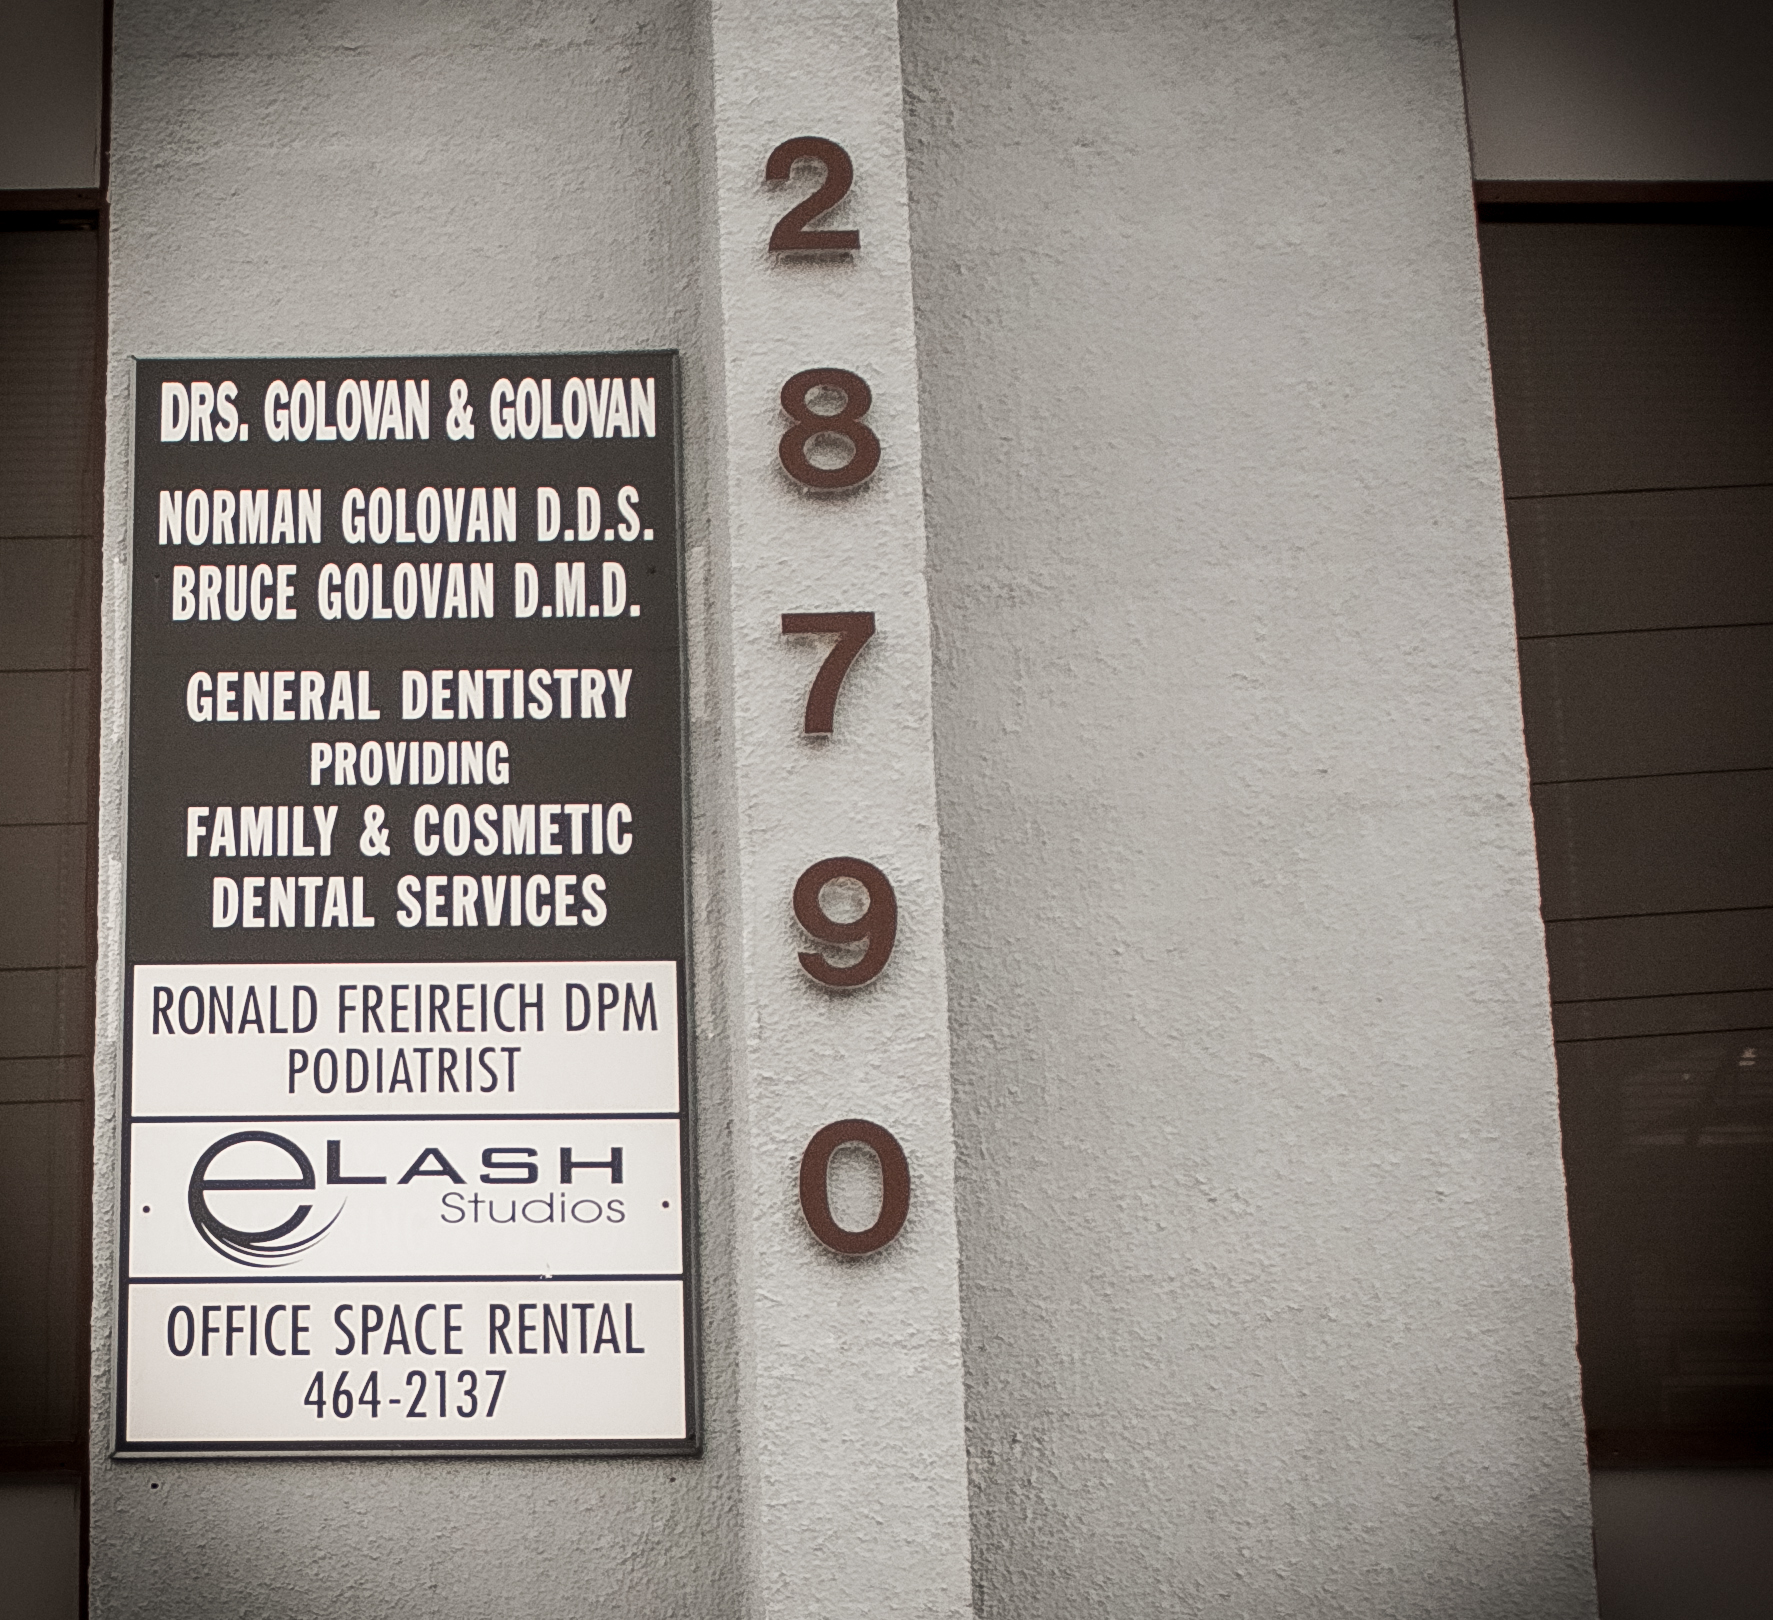 DRS. GOLOVAN & GOLOVAN
NORMAN GOLOVAN D.D.S.
BRUCE GOLOVAN D.M.D.
GENERAL DENTISTRY
PROVIDING
FAMILY & COSMETIC
DENTAL SERVICES
RONALD FREIREICH DPM
PODIATRIST
eLASH
Studios
OFFICE SPACE RENTAL
464-2137
2
8
7
9
0